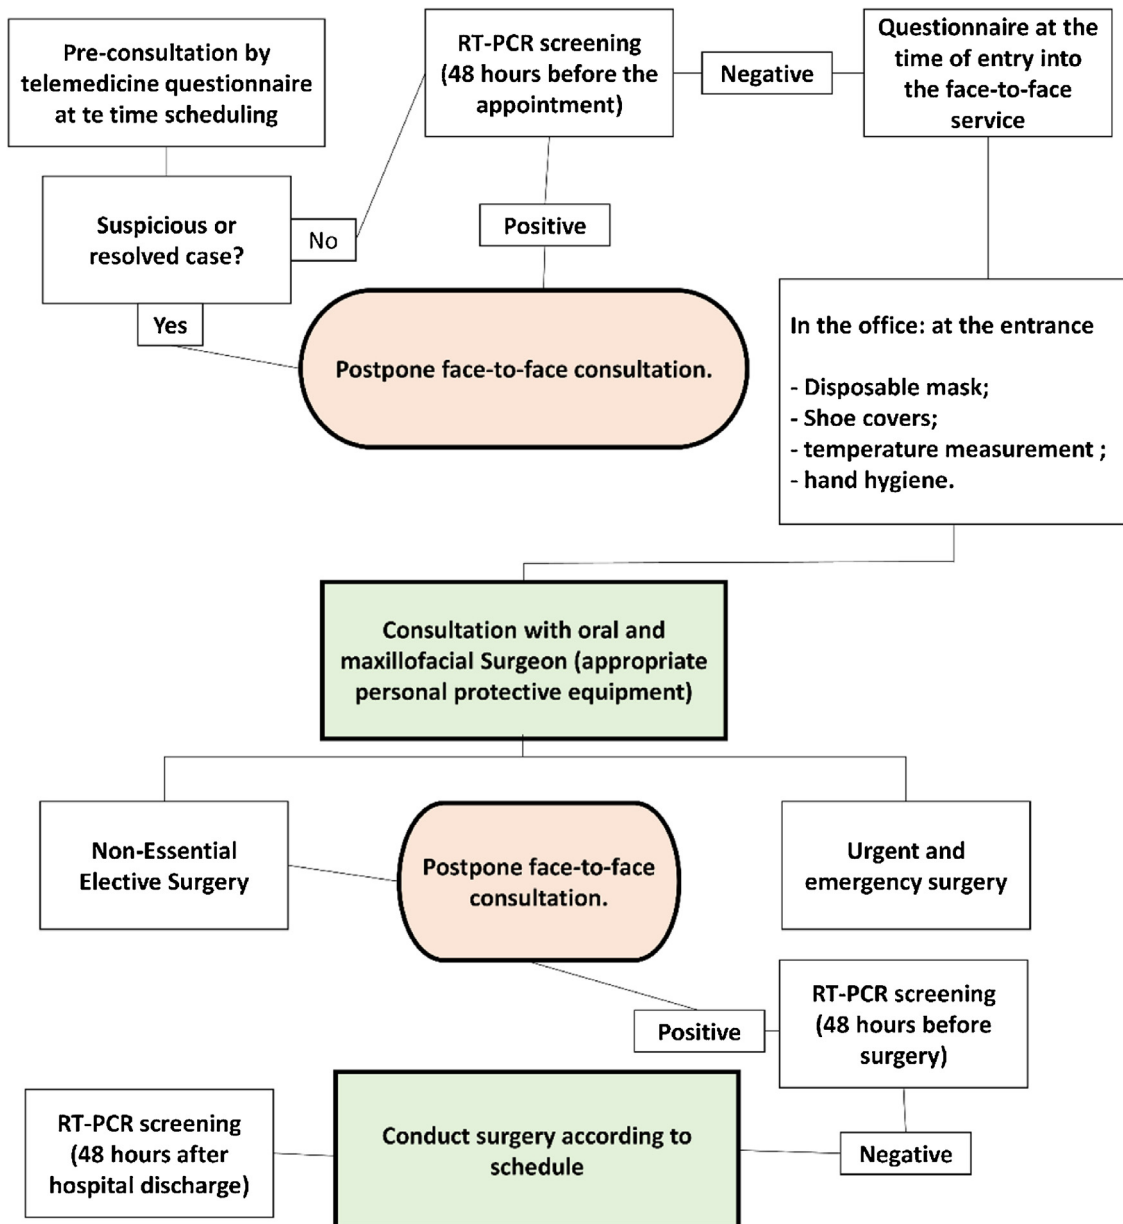 Pre-consultation by
telemedicine questionnaire
at te time scheduling
RT-PCR screening
(48 hours before the
appointment)
Negative
Questionnaire at the
time of entry into
the face-to-face
service
Suspicious or
resolved case?
No
Positive
Yes
Postpone face-to-face consultation.
In the office: at the entrance
- Disposable mask;
- Shoe covers;
- temperature measurement ;
- hand hygiene.
Consultation with oral and
maxillofacial Surgeon (appropriate
personal protective equipment)
Non-Essential
Elective Surgery
Postpone face-to-face
consultation.
Urgent and
emergency surgery
RT-PCR screening
(48 hours before
surgery)
Positive
RT-PCR screening
(48 hours after
hospital discharge)
Conduct surgery according to
schedule
Negative